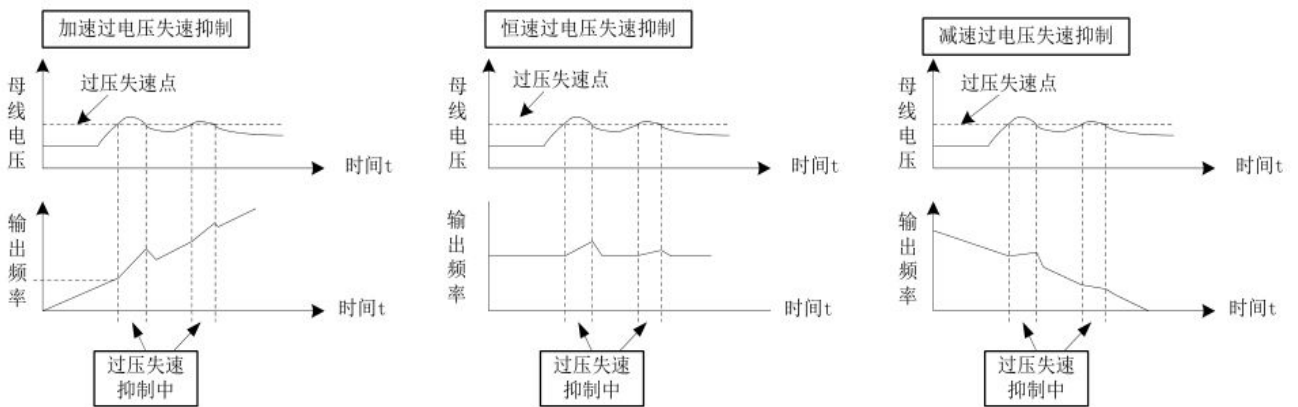 加速过电压失速抑制
母线电压
过压失速点
时间t
输出频率
时间t
过压失速
抑制中
恒速过电压失速抑制
母线电压
过压失速点
时间t
输出频率
时间t
过压失速
抑制中
减速过电压失速抑制
母线电压
过压失速点
时间t
输出频率
时间t
过压失速
抑制中